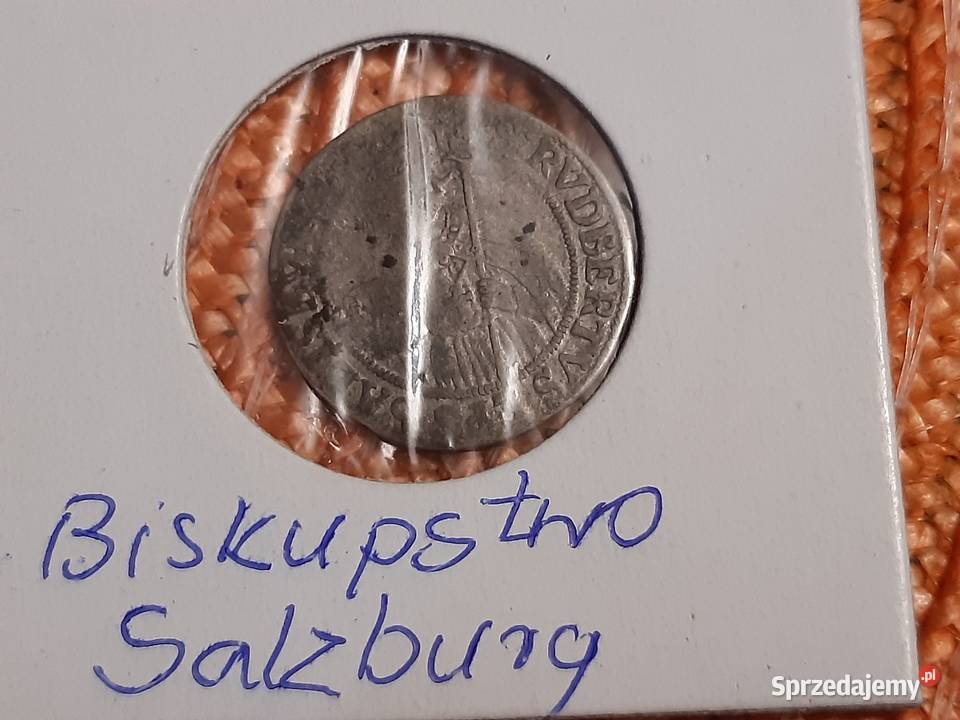 RVDBERTVS
Biskupstwo
Salzburg
Sprzedajemy.pl